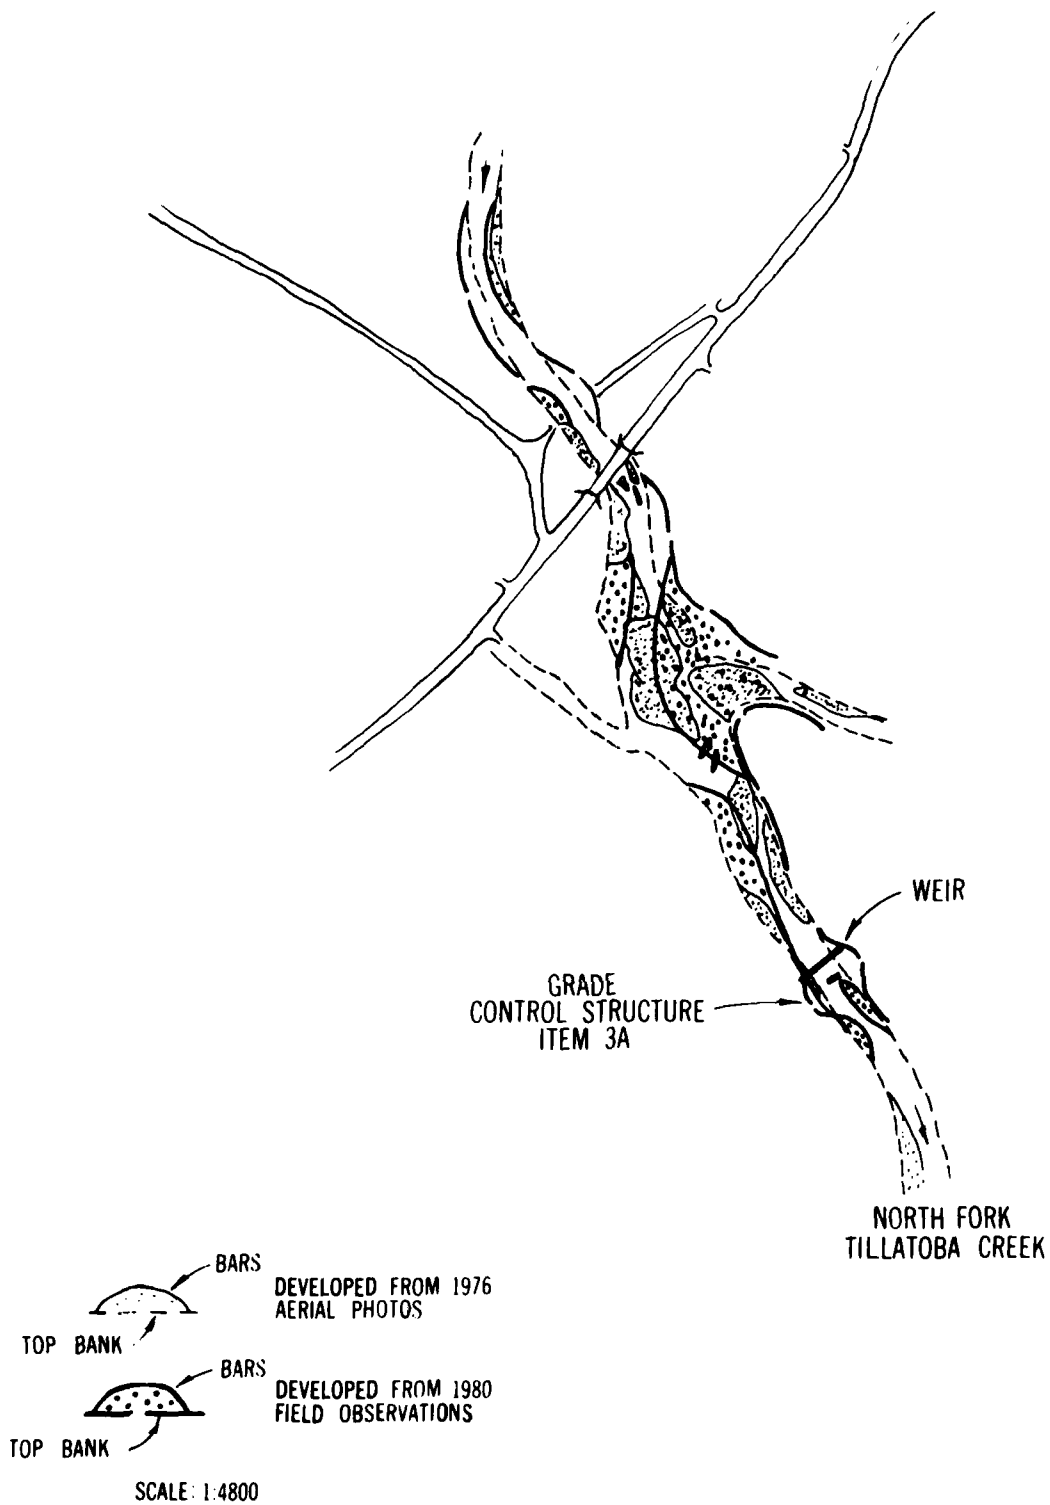 WEIR
GRADE
CONTROL STRUCTURE
ITEM 3A
NORTH FORK
TILLATOBA CREEK
BARS
DEVELOPED FROM 1976
AERIAL PHOTOS
TOP BANK
BARS
DEVELOPED FROM 1980
FIELD OBSERVATIONS
TOP BANK
SCALE: 1:4800